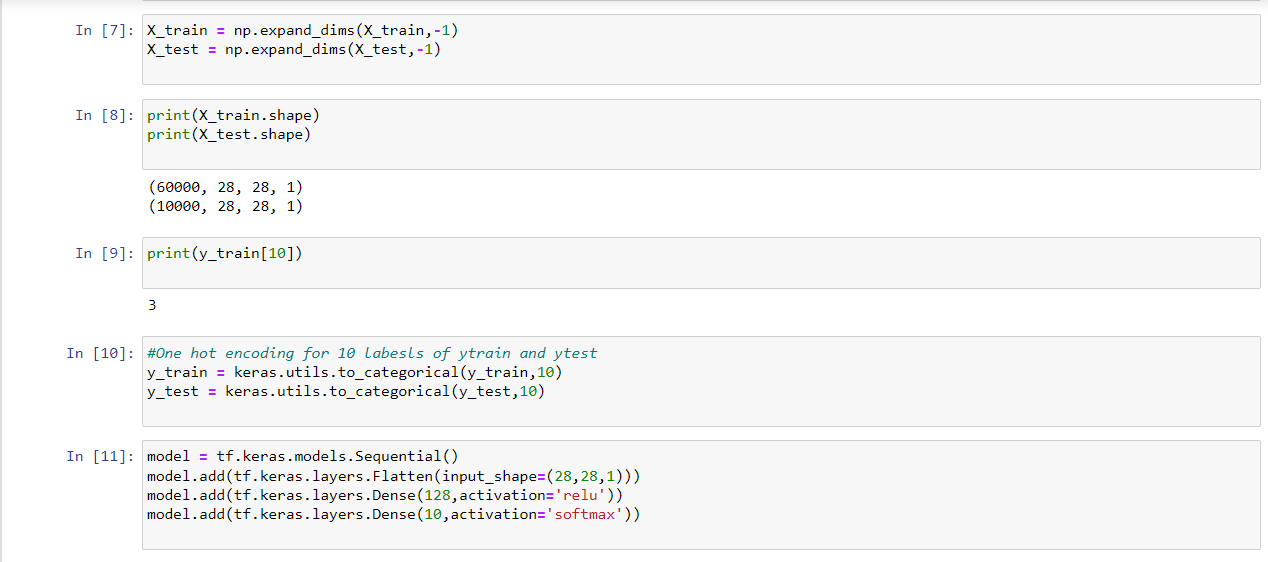 In [7]: X_train = np.expand_dims(X_train,-1)
X_test = np.expand_dims(X_test,-1)
In [8]: print(X_train.shape)
print(X_test.shape)
(60000, 28, 28, 1)
(10000, 28, 28, 1)
In [9]: print(y_train[10])
3
In [10]: #One hot encoding for 10 labesls of ytrain and ytest
y_train = keras.utils.to_categorical(y_train,10)
y_test = keras.utils.to_categorical(y_test,10)
In [11]: model = tf.keras.models.Sequential()
model.add(tf.keras.layers.Flatten(input_shape=(28,28,1)))
model.add(tf.keras.layers.Dense(128,activation='relu'))
model.add(tf.keras.layers.Dense(10,activation='softmax'))